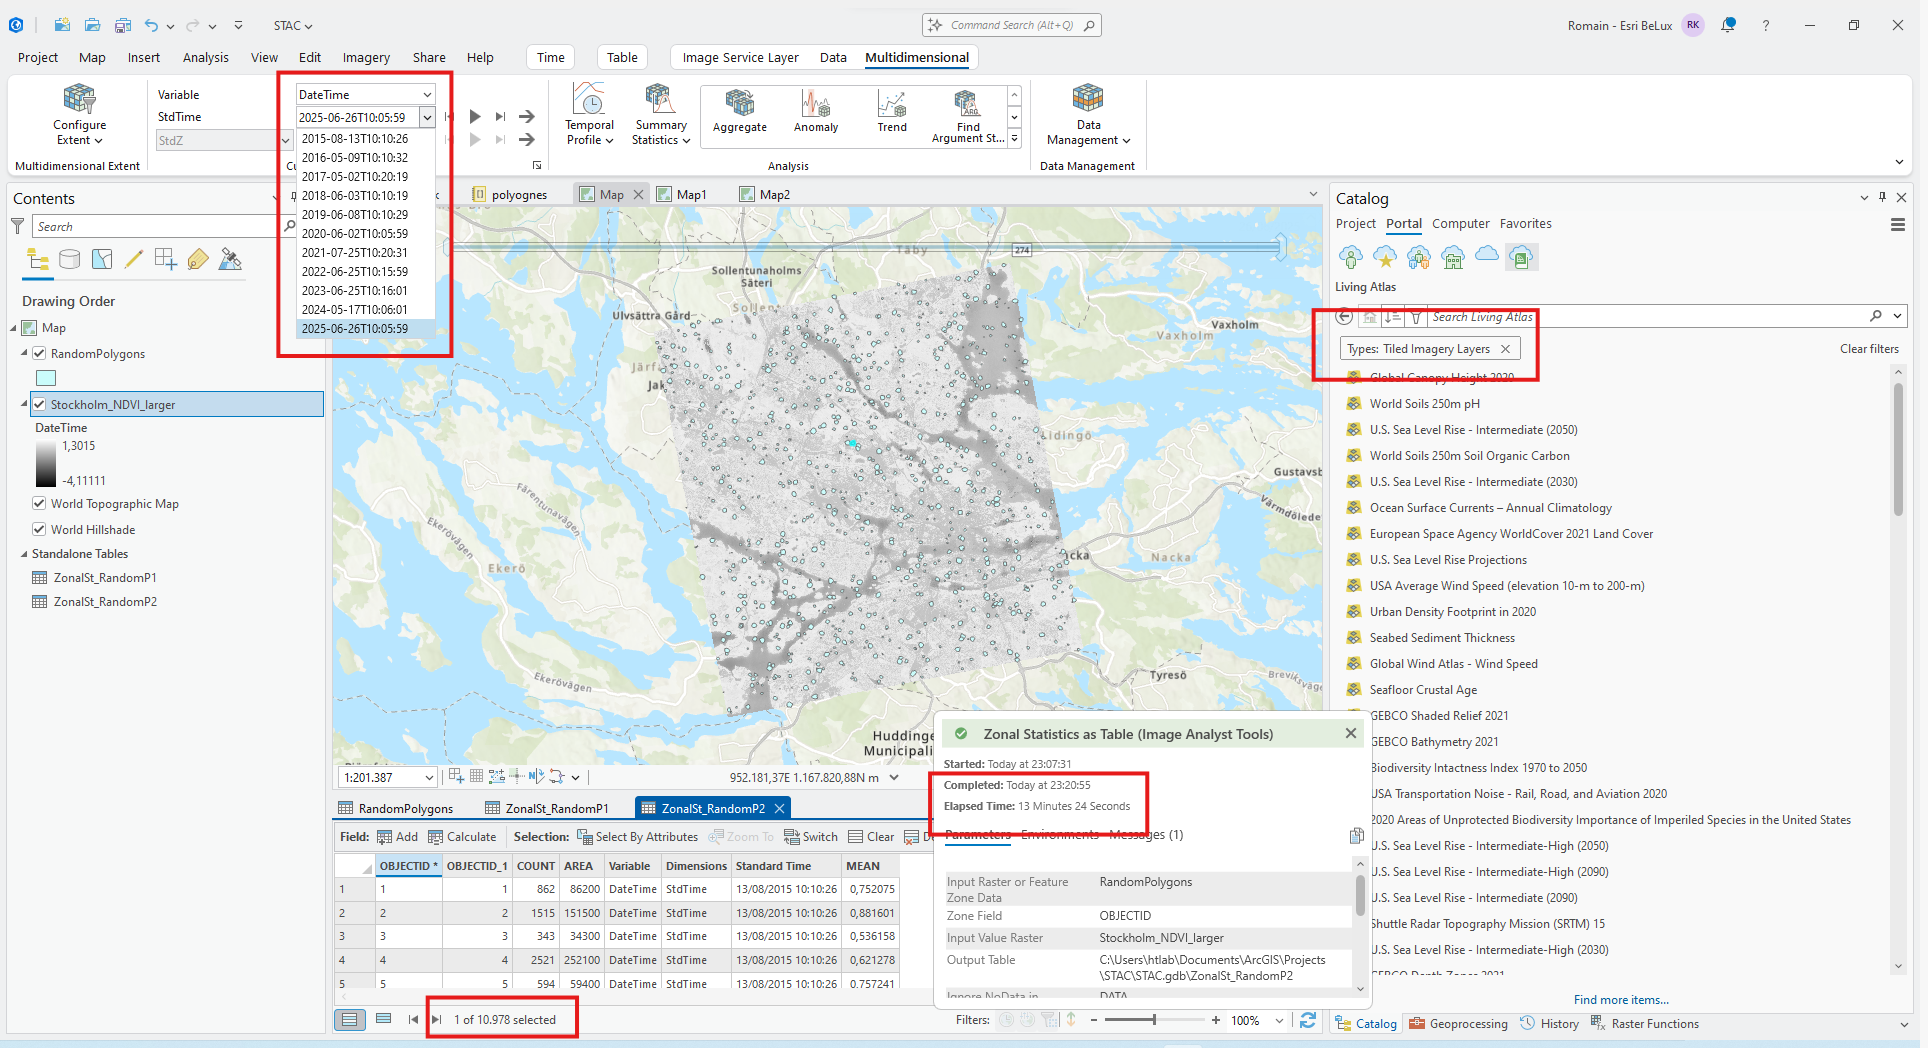 STAC
Command Search (Alt+Q)
Romain - Esri BeLux
RK
?
Project
Map
Insert
Analysis
View
Edit
Imagery
Share
Help
Time
Table
Image Service Layer
Data
Multidimensional
Configure
Extent
Multidimensional Extent
Variable
StdTime
StdZ
DateTime
2025-06-26T10:05:59
2015-08-13T10:10:26
2016-05-09T10:10:32
2017-05-02T10:20:19
2018-06-03T10:10:19
2019-06-08T10:10:29
2020-06-02T10:05:59
2021-07-25T10:20:31
2022-06-25T10:15:59
2023-06-25T10:16:01
2024-05-17T10:06:01
2025-06-26T10:05:59
Temporal
Profile
Summary
Statistics
Aggregate
Anomaly
Trend
Find
Argument St...
Analysis
Data
Management
Data Management
Contents
Search
Drawing Order
Map
RandomPolygons
Stockholm_NDVI_larger
DateTime
1,3015
-4,11111
World Topographic Map
World Hillshade
Standalone Tables
ZonalSt_RandomP1
ZonalSt_RandomP2
polyognes
Map
Map1
Map2
274
Täby
Sollentunaholms
Säteri
Sollen
Ulvsättra Gård
Järf
Jak
Vaxholm
Vaxholm
Lidingö
Gustavsb
Värmdölede
Färentunavägen
Ekerövägen
Ekerö
Ekerövägen
Nacka
acka
Tyresö
Breviksväg
Huddinge
Municipali
1:201.387
952.181,37E 1.167.820,88N m
RandomPolygons
ZonalSt_RandomP1
ZonalSt_RandomP2
Field:
Add
Calculate
Selection:
Select By Attributes
Zoom To
Switch
Clear
OBJECTID * OBJECTID_1 COUNT AREA Variable Dimensions Standard Time MEAN
1 1 1 862 86200 DateTime StdTime 13/08/2015 10:10:26 0,752075
2 2 2 1515 151500 DateTime StdTime 13/08/2015 10:10:26 0,881601
3 3 3 343 34300 DateTime StdTime 13/08/2015 10:10:26 0,536158
4 4 4 2521 252100 DateTime StdTime 13/08/2015 10:10:26 0,621278
5 5 5 594 59400 DateTime StdTime 13/08/2015 10:10:26 0.757241
1 of 10.978 selected
Filters:
100%
Zonal Statistics as Table (Image Analyst Tools)
Started: Today at 23:07:31
Completed: Today at 23:20:55
Elapsed Time: 13 Minutes 24 Seconds
Parameters Environments Messages (1)
Input Raster or Feature
Zone Data
RandomPolygons
Zone Field
OBJECTID
Input Value Raster
Stockholm_NDVI_larger
Output Table
C:\Users\htlab\Documents\ArcGIS\Projects
\STAC\STAC.gdb\ZonalSt_RandomP2
Ignore NoData in
DATA
Catalog
Project
Portal
Computer
Favorites
Living Atlas
Search Living Atlas
Types: Tiled Imagery Layers
Clear filters
Global Canopy Height 2020
World Soils 250m pH
U.S. Sea Level Rise - Intermediate (2050)
World Soils 250m Soil Organic Carbon
U.S. Sea Level Rise - Intermediate (2030)
Ocean Surface Currents – Annual Climatology
European Space Agency WorldCover 2021 Land Cover
U.S. Sea Level Rise Projections
USA Average Wind Speed (elevation 10-m to 200-m)
Urban Density Footprint in 2020
Seabed Sediment Thickness
Global Wind Atlas - Wind Speed
Seafloor Crustal Age
GEBCO Shaded Relief 2021
GEBCO Bathymetry 2021
Biodiversity Intactness Index 1970 to 2050
USA Transportation Noise - Rail, Road, and Aviation 2020
2020 Areas of Unprotected Biodiversity Importance of Imperiled Species in the United States
U.S. Sea Level Rise - Intermediate-High (2050)
U.S. Sea Level Rise - Intermediate-High (2090)
U.S. Sea Level Rise - Intermediate (2090)
Shuttle Radar Topography Mission (SRTM) 15
U.S. Sea Level Rise - Intermediate-High (2030)
GEBCO Depth Zones 2021
Find more items...
Catalog
Geoprocessing
History
Raster Functions